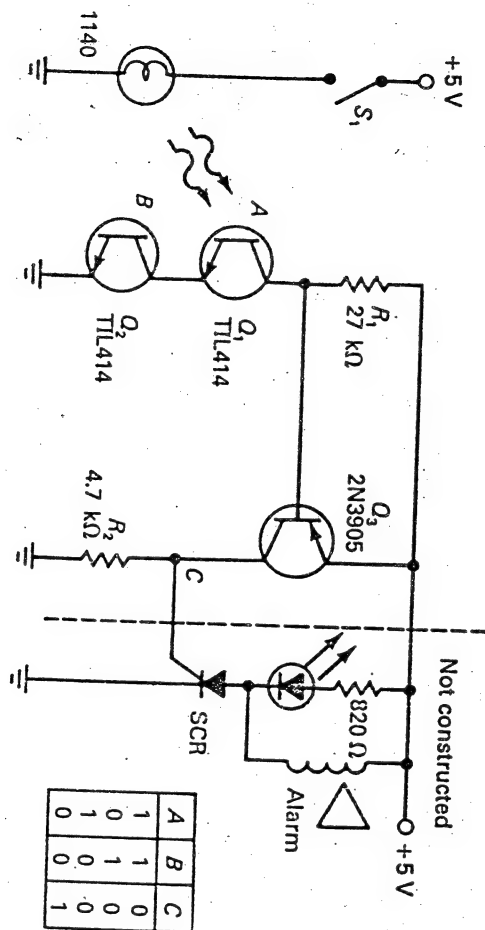 +5 V
S₁
1140
R₁
27 kΩ
A
Q₁
TIL414
B
Q₂
TIL414
Q₃
2N3905
C
R₂
4.7 kΩ
Not constructed
+5 V
820 Ω
Alarm
SCR
A B C
1 1 0
0 1 0
1 0 0
0 0 1